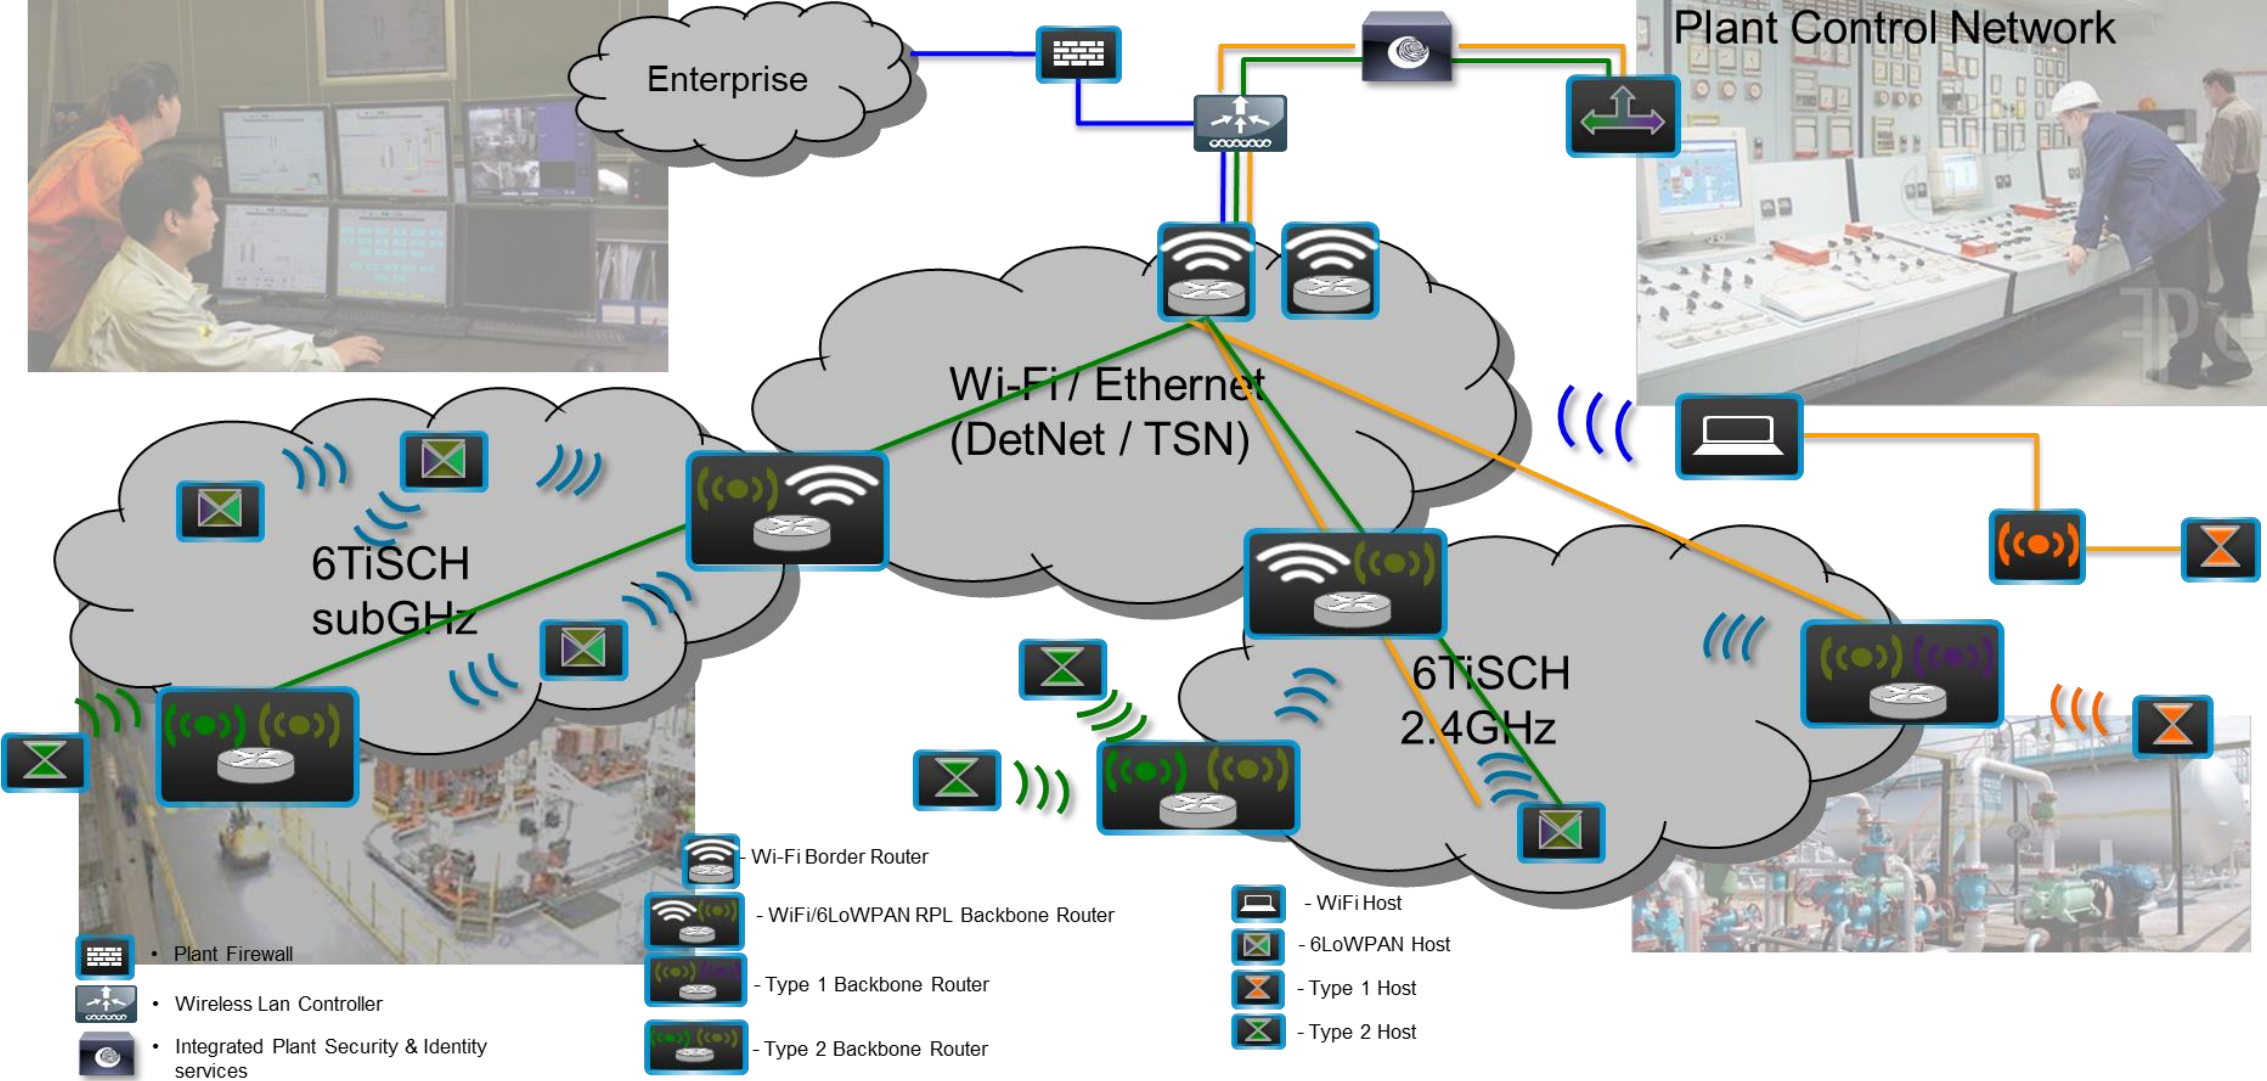 Plant Control Network
Enterprise
Wi-Fi / Ethernet
(DetNet / TSN)
6TiSCH
subGHz
6TiSCH
2.4GHz
- Wi-Fi Border Router
- WiFi/6LoWPAN RPL Backbone Router
- Type 1 Backbone Router
- Type 2 Backbone Router
• Plant Firewall
• Wireless Lan Controller
• Integrated Plant Security & Identity
services
- WiFi Host
- 6LoWPAN Host
- Type 1 Host
- Type 2 Host